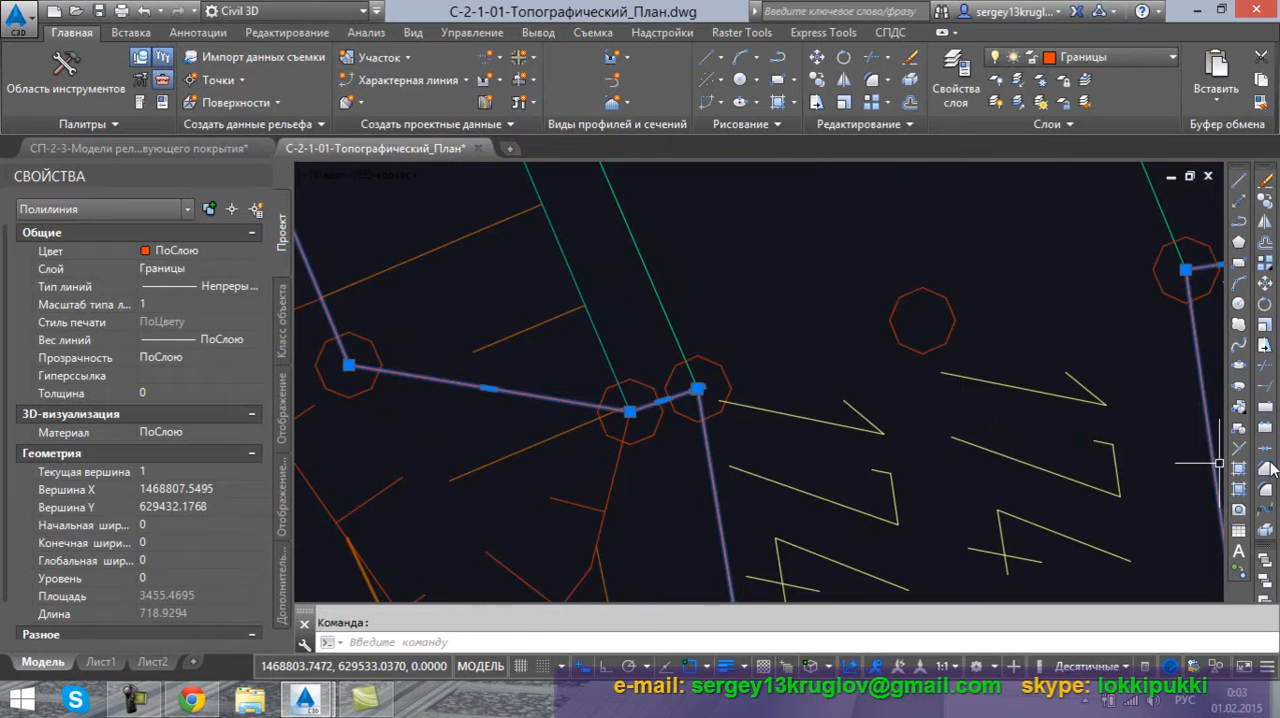 C3D
Civil 3D
С-2-1-01-Топографический_План.dwg
Введите ключевое слово/фразу
sergey13kruglo...
Главная Вставка Аннотации Редактирование Анализ Вид Управление Вывод Съемка Надстройки Raster Tools Express Tools СПДС
Область инструментов
Палитры
Импорт данных съемки
Точки
Поверхности
Создать данные рельефа
Участок
Характерная линия
Создать проектные данные
Виды профилей и сечений
Рисование
Редактирование
Свойства слоя
Границы
Слои
Вставить
Буфер обмена
СП-2-3-Модели рел...вующего покрытия*
С-2-1-01-Топографический_План*
СВОЙСТВА
Полилиния
Общие
Цвет ПоСлою
Слой Границы
Тип линий Непреры...
Масштаб типа л... 1
Стиль печати ПоЦвету
Вес линий ПоСлою
Прозрачность ПоСлою
Гиперссылка
Толщина 0
3D-визуализация
Материал ПоСлою
Геометрия
Текущая вершина 1
Вершина X 1468807.5495
Вершина Y 629432.1768
Начальная шир... 0
Конечная шири... 0
Глобальная шир... 0
Уровень 0
Площадь 3455.4695
Длина 718.9294
Разное
Проект
Класс объекта
Отображение
Отображение...
Дополнитель...
Команда:
Введите команду
Модель Лист1 Лист2
1468803.7472, 629533.0370, 0.0000 МОДЕЛЬ 1:1 Десятичные
e-mail: sergey13kruglov@gmail.com skype: lokkipukki
РУС
0:03
01.02.2015